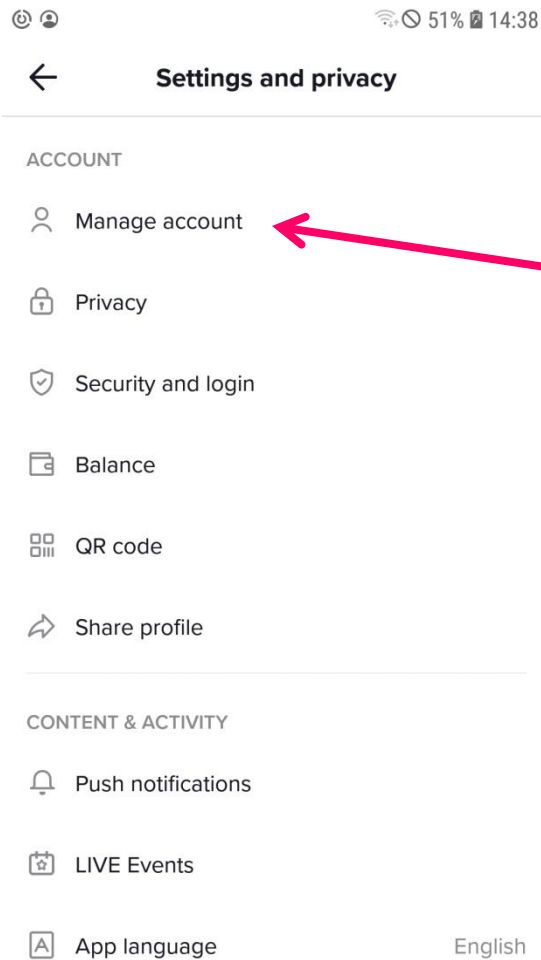 51% 14:38
Settings and privacy
ACCOUNT
Manage account
Privacy
Security and login
Balance
QR code
Share profile
CONTENT & ACTIVITY
Push notifications
LIVE Events
A App language English